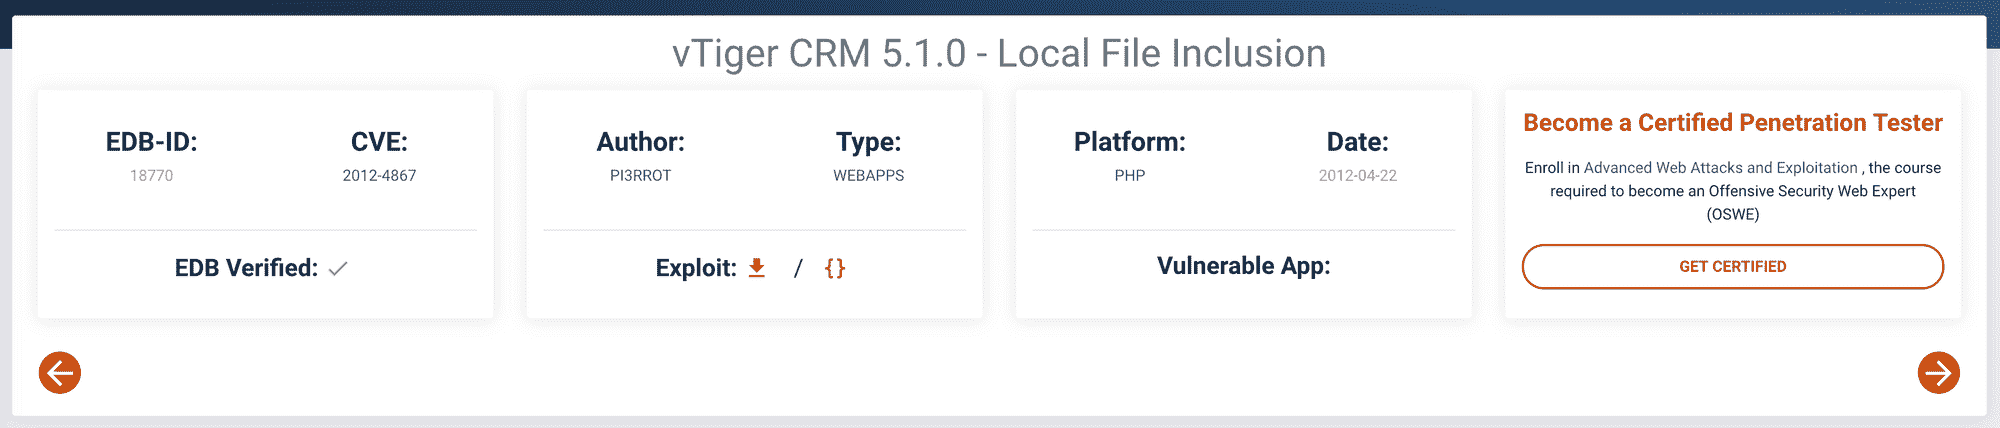 vTiger CRM 5.1.0 - Local File Inclusion
EDB-ID:
18770
CVE:
2012-4867
EDB Verified:
Author:
PI3RROT
Type:
WEBAPPS
Exploit: / {}
Platform:
PHP
Date:
2012-04-22
Vulnerable App:
Become a Certified Penetration Tester
Enroll in Advanced Web Attacks and Exploitation , the course
required to become an Offensive Security Web Expert
(OSWE)
GET CERTIFIED